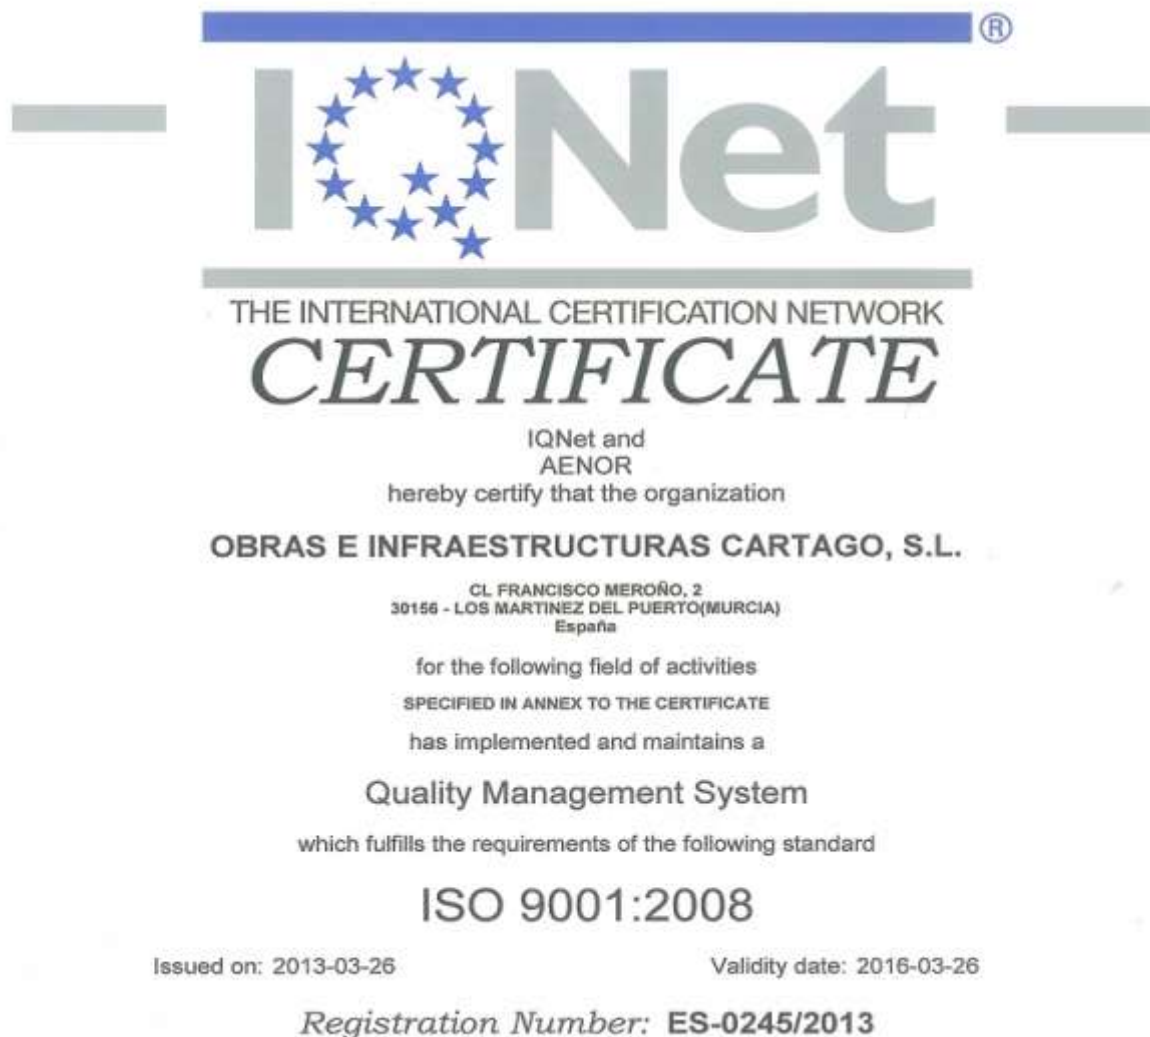 ®
IQNet
THE INTERNATIONAL CERTIFICATION NETWORK
CERTIFICATE
IQNet and
AENOR
hereby certify that the organization
OBRAS E INFRAESTRUCTURAS CARTAGO, S.L.
CL FRANCISCO MEROÑO, 2
30156 - LOS MARTINEZ DEL PUERTO(MURCIA)
España
for the following field of activities
SPECIFIED IN ANNEX TO THE CERTIFICATE
has implemented and maintains a
Quality Management System
which fulfills the requirements of the following standard
ISO 9001:2008
Issued on: 2013-03-26 Validity date: 2016-03-26
Registration Number: ES-0245/2013